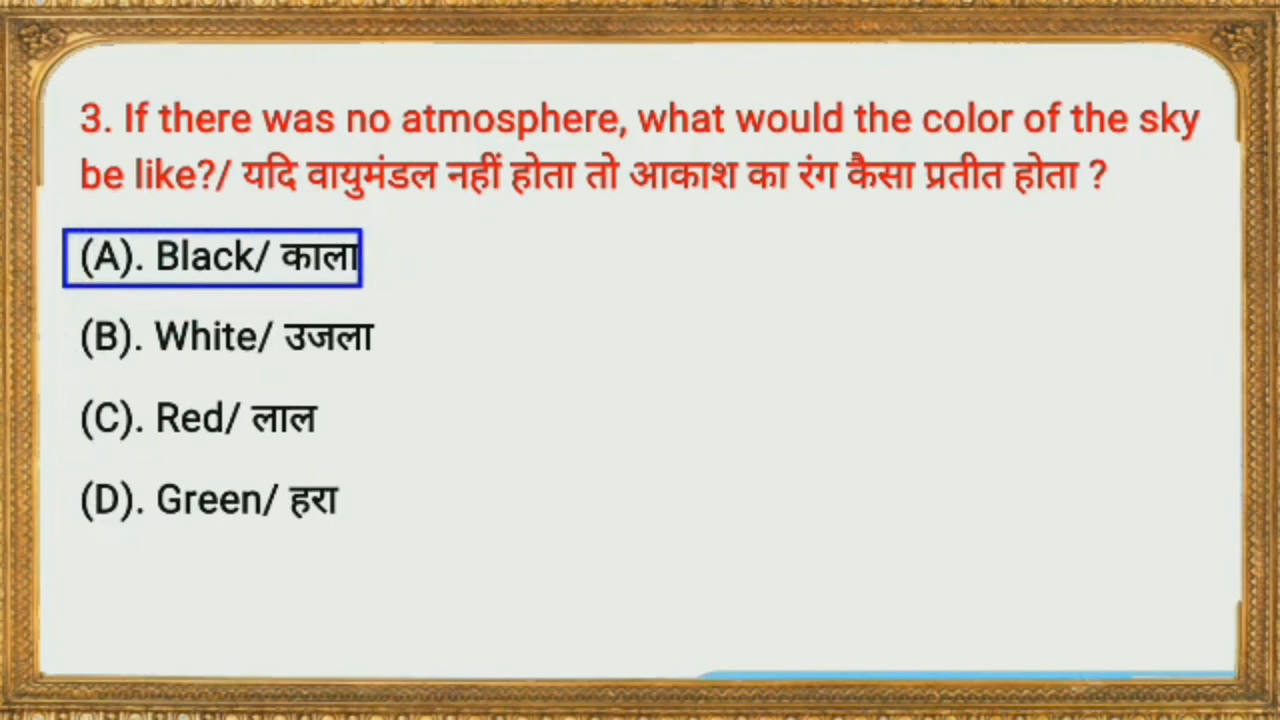 3. If there was no atmosphere, what would the color of the sky
be like?/ यदि वायुमंडल नहीं होता तो आकाश का रंग कैसा प्रतीत होता ?
(A). Black/ काला
(B). White/ उजला
(C). Red/ लाल
(D). Green/ हरा